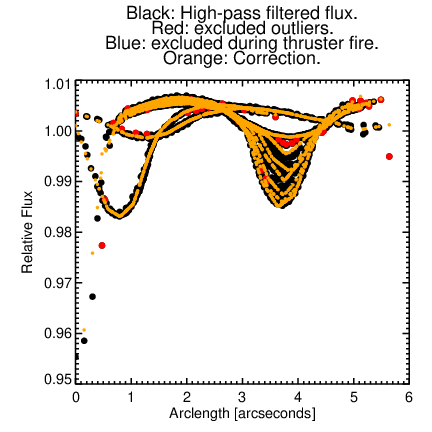 Black: High-pass filtered flux.
Red: excluded outliers.
Blue: excluded during thruster fire.
Orange: Correction.
1.01
1.00
0.99
0.98
0.97
0.96
0.95
Relative Flux
0 1 2 3 4 5 6
Arclength [arcseconds]